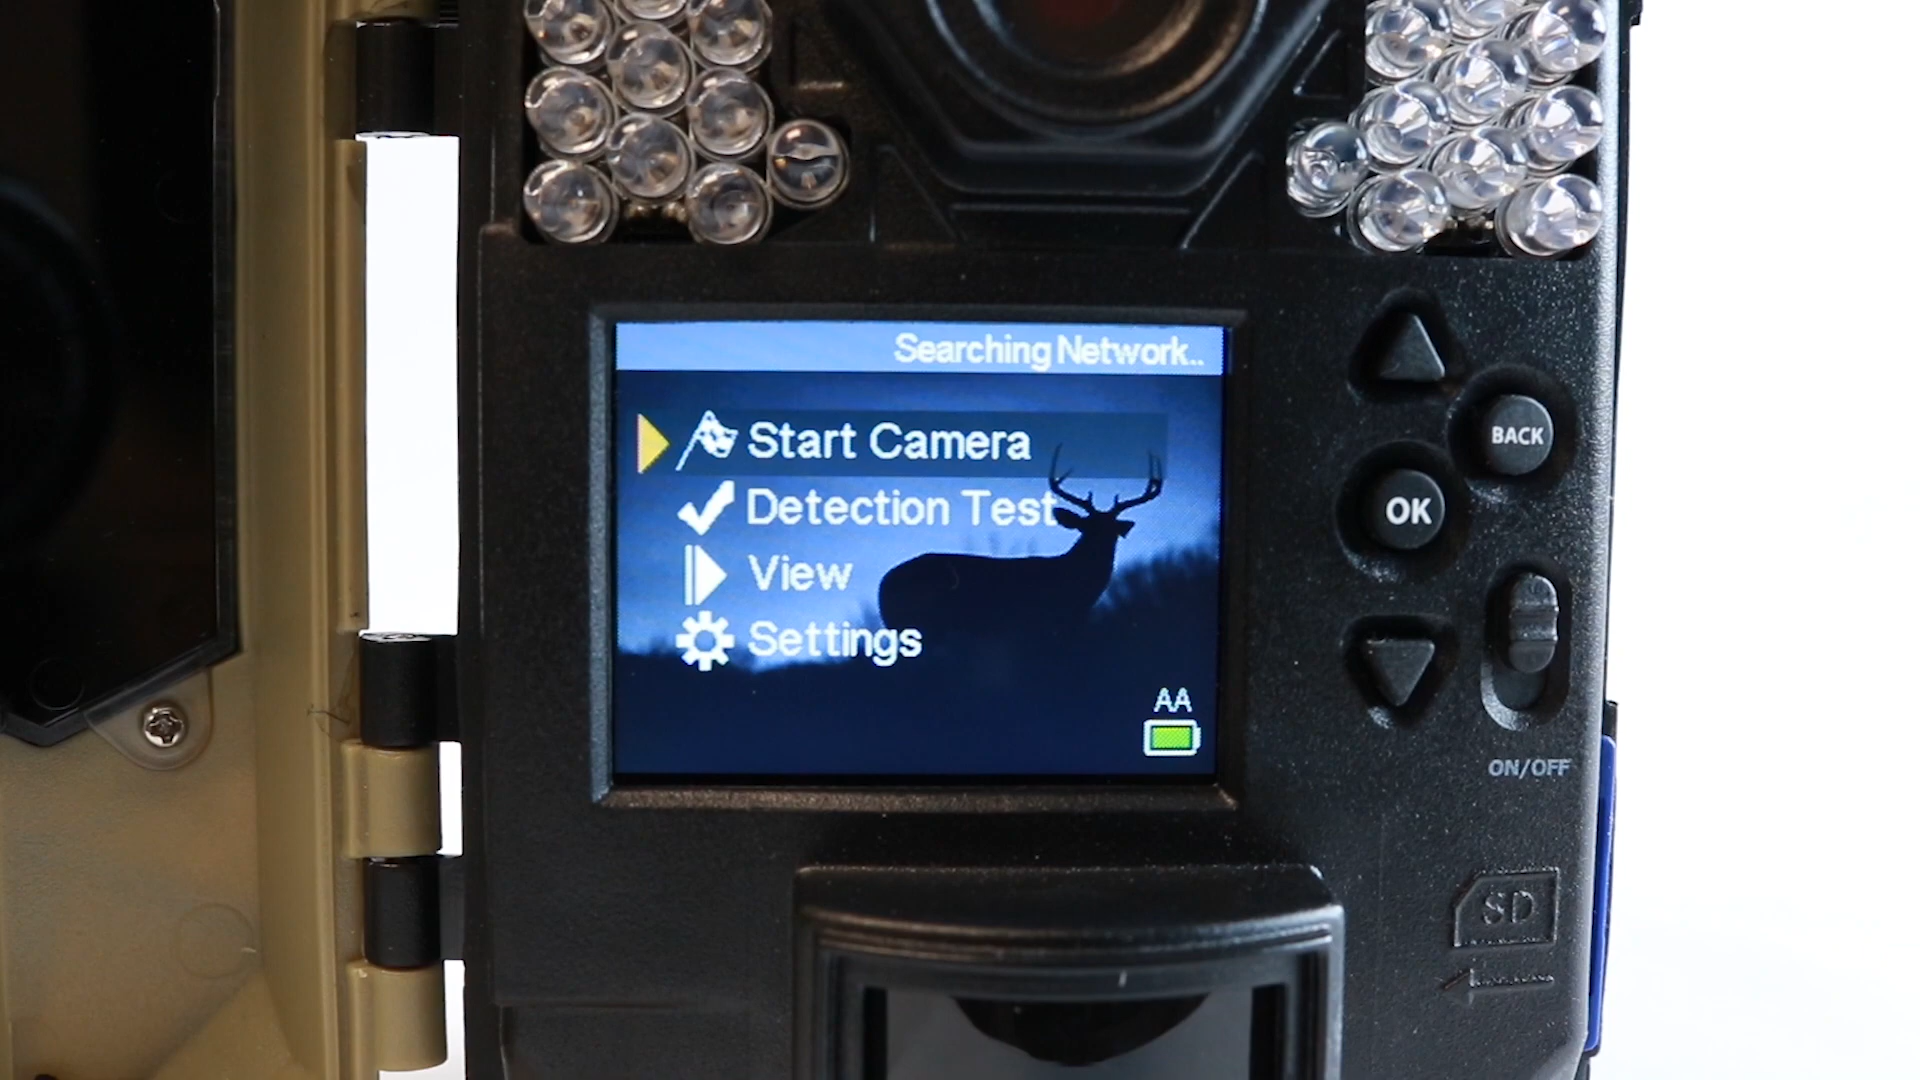 Searching Network..
Start Camera
Detection Test
View
Settings
AA
BACK
OK
ON/OFF
SD